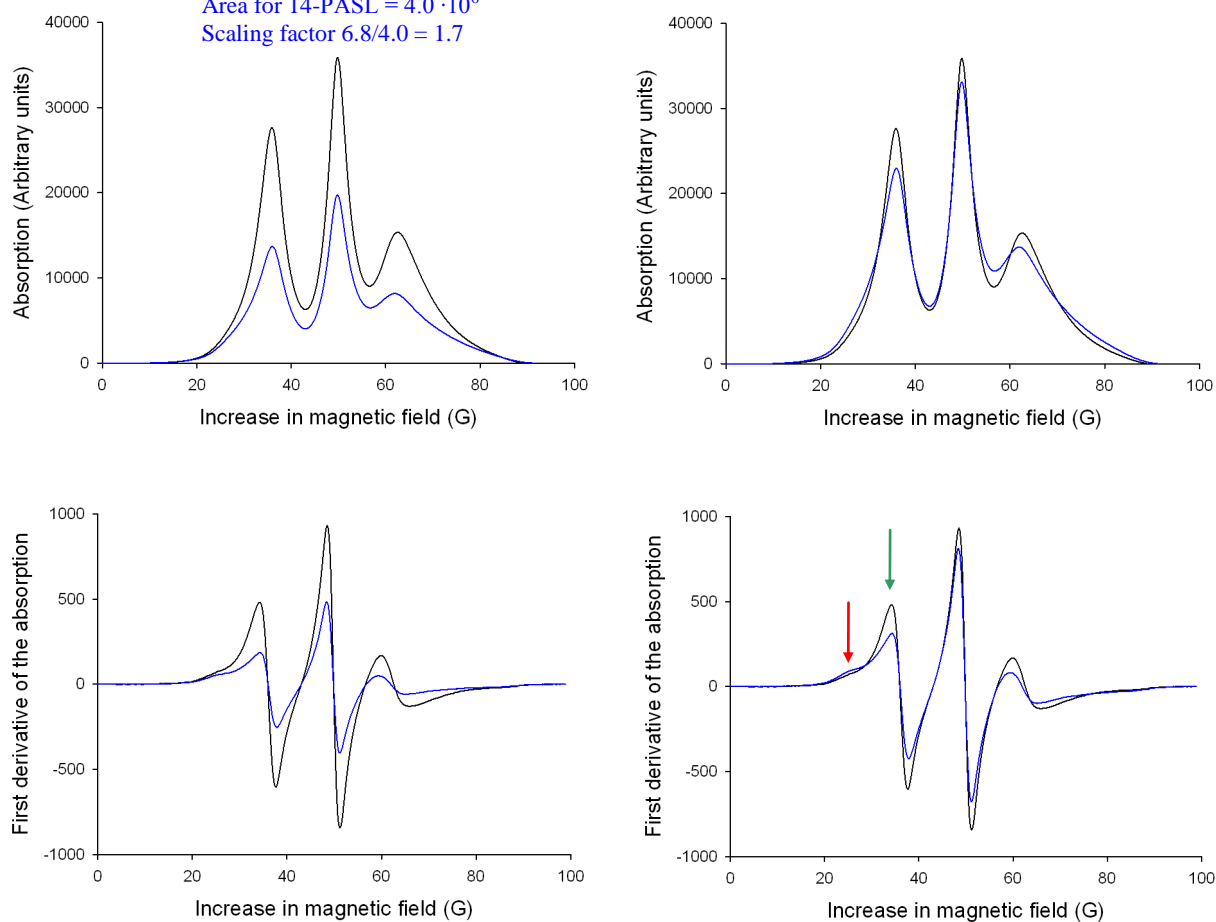 Area for 14-PASL = 4.0 ·10⁶
Scaling factor 6.8/4.0 = 1.7
40000
30000
20000
10000
0
Absorption (Arbitrary units)
0 20 40 60 80 100
Increase in magnetic field (G)
40000
30000
20000
10000
0
Absorption (Arbitrary units)
0 20 40 60 80 100
Increase in magnetic field (G)
1000
500
0
-500
-1000
First derivative of the absorption
0 20 40 60 80 100
Increase in magnetic field (G)
1000
500
0
-500
-1000
First derivative of the absorption
0 20 40 60 80 100
Increase in magnetic field (G)